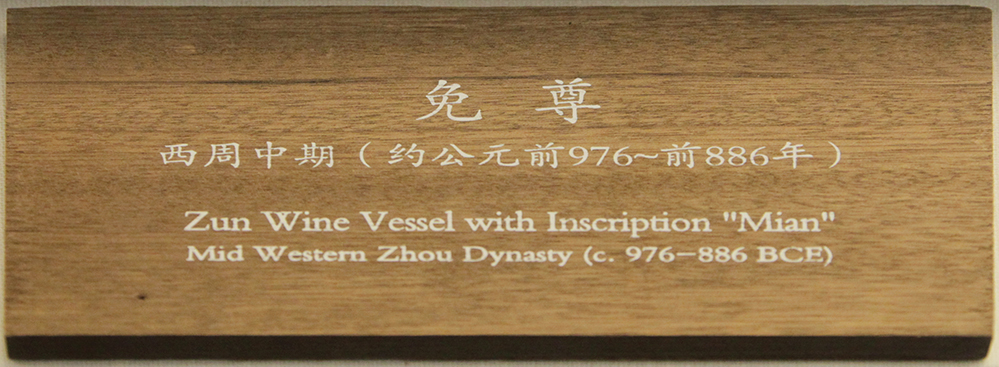 免 尊
西周中期（约公元前976~前886年）
Zun Wine Vessel with Inscription "Mian"
Mid Western Zhou Dynasty (c. 976−886 BCE)